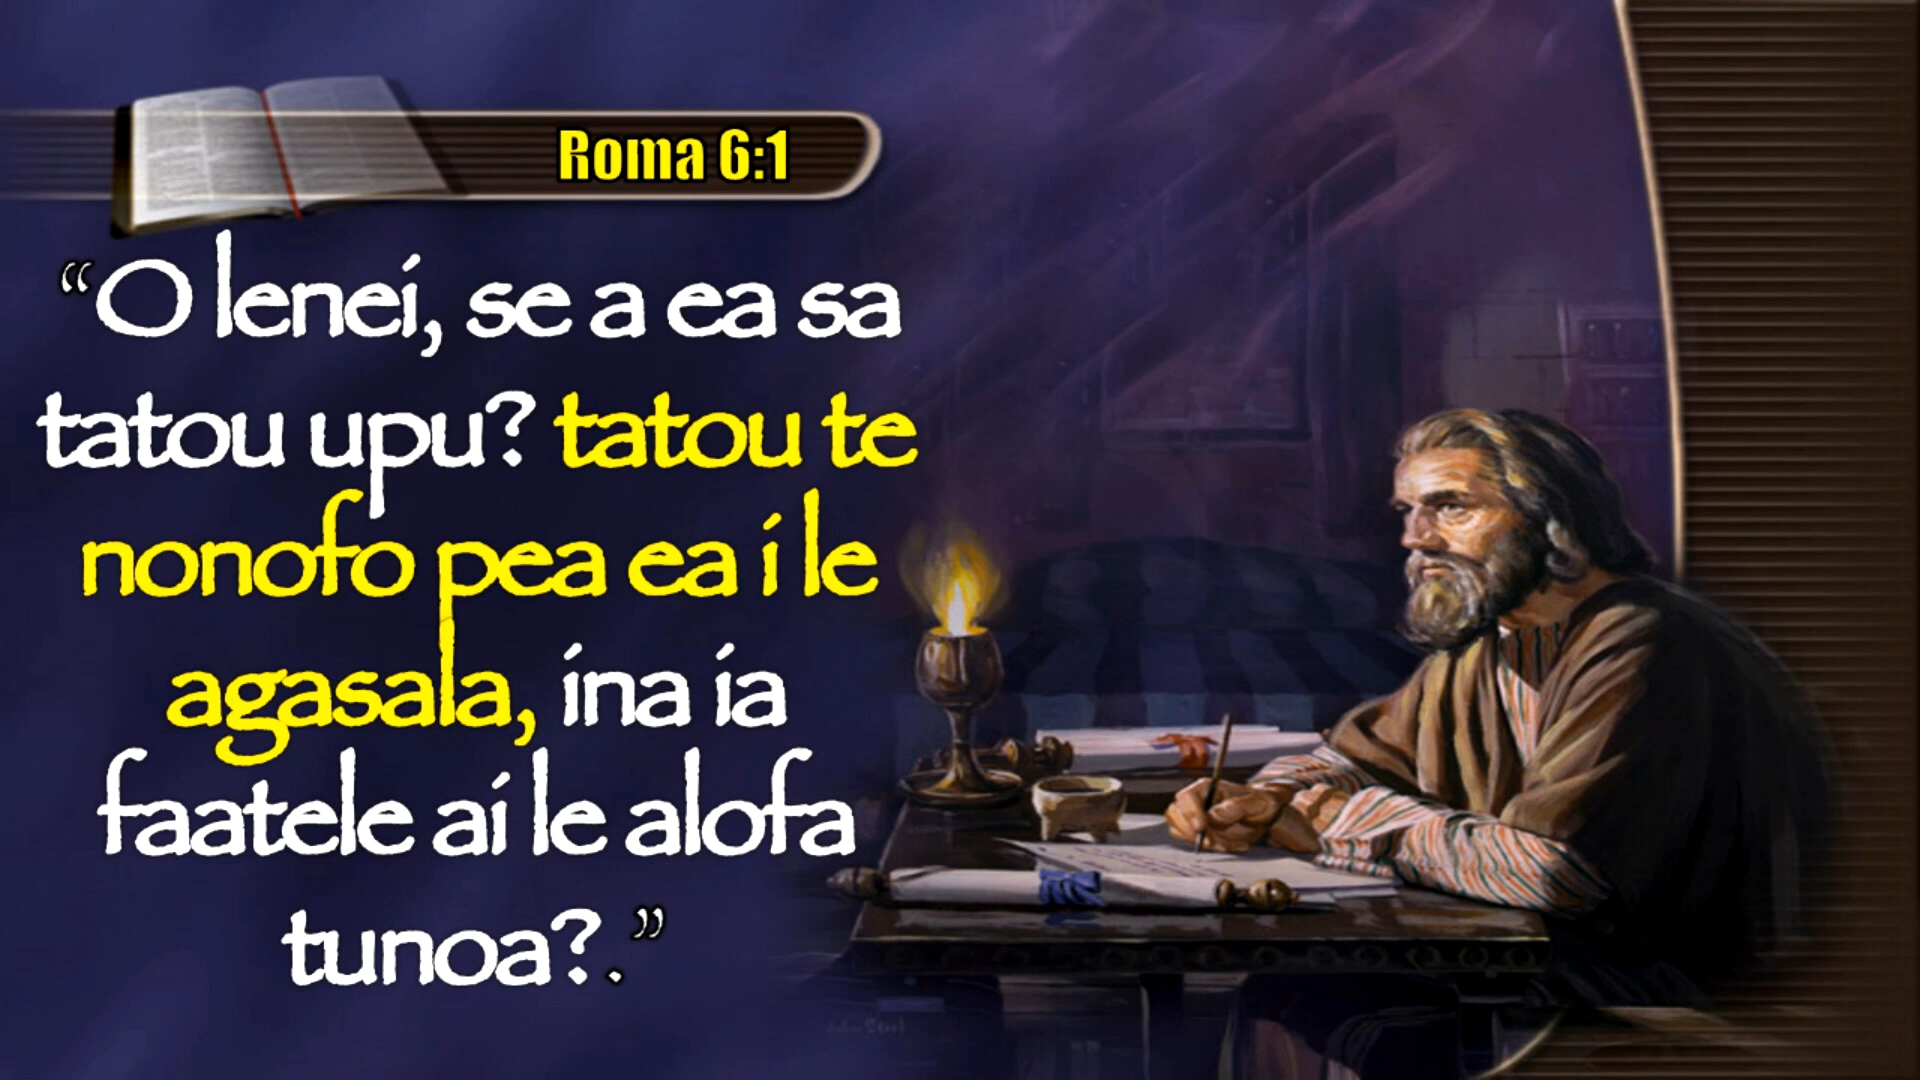 Roma 6:1
“O lenei, se a ea sa
tatou upu? tatou te
nonofo pea ea i le
agasala, ina ia
faatele ai le alofa
tunoa?.”